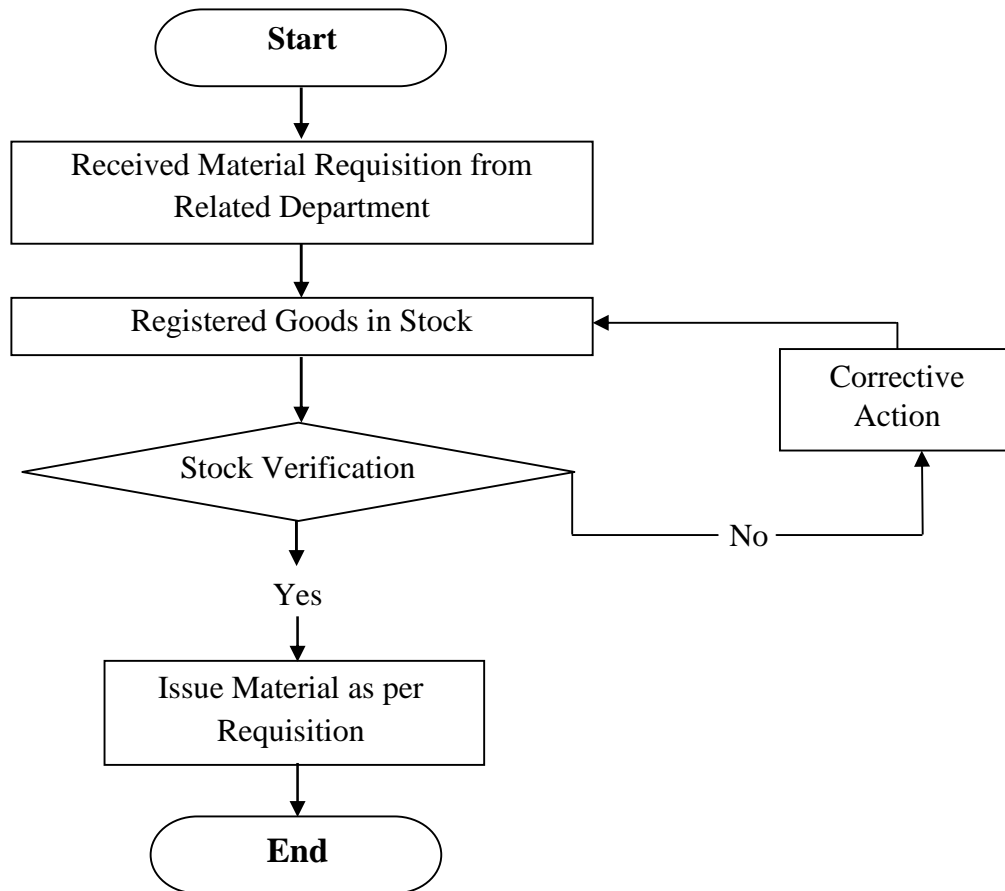 Start
Received Material Requisition from
Related Department
Registered Goods in Stock
Corrective
Action
Stock Verification
No
Yes
Issue Material as per
Requisition
End